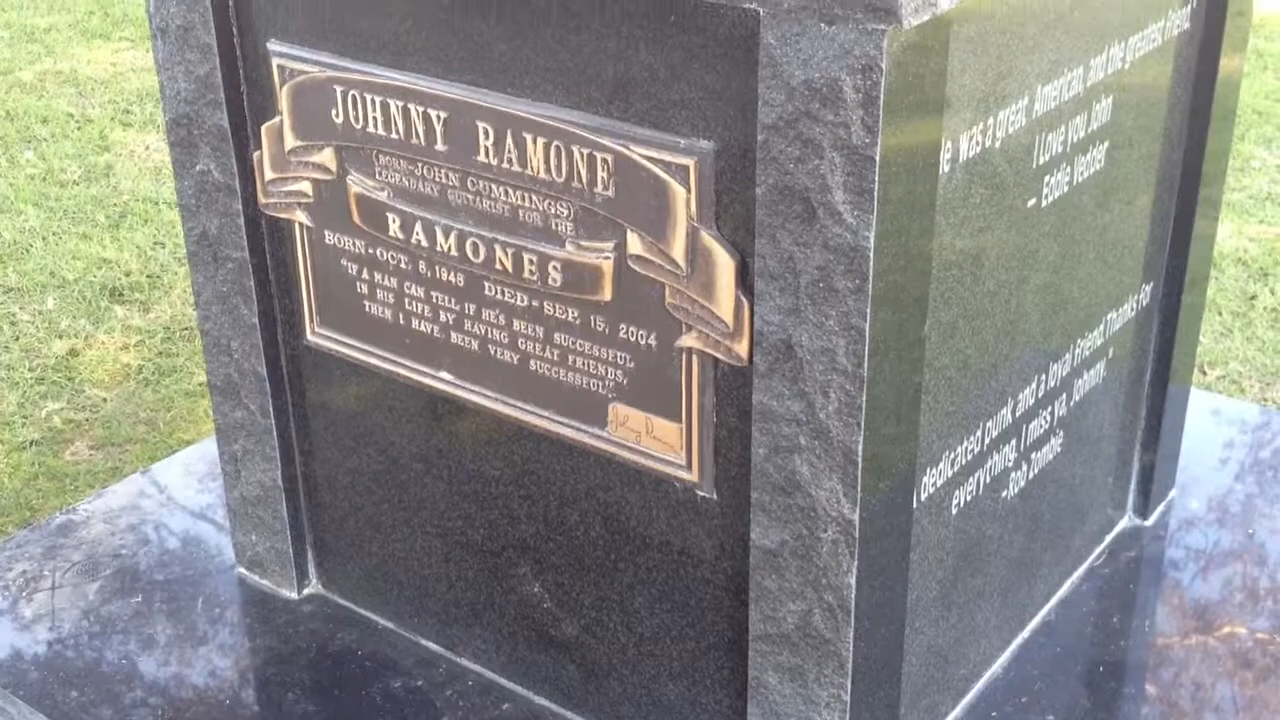 JOHNNY RAMONE
(BORN-JOHN CUMMINGS)
LEGENDARY GUITARIST FOR THE
RAMONES
BORN-OCT. 8, 1948 DIED-SEP. 15, 2004
"IF A MAN CAN TELL IF HE'S BEEN SUCCESSFUL
IN HIS LIFE BY HAVING GREAT FRIENDS,
THEN I HAVE BEEN VERY SUCCESSFUL".
Johnny Ramone
He was a great American, and the greatest friend
I Love you John
– Eddie Vedder
dedicated punk and a loyal friend. Thanks for
everything. I miss ya, Johnny."
-Rob Zombie